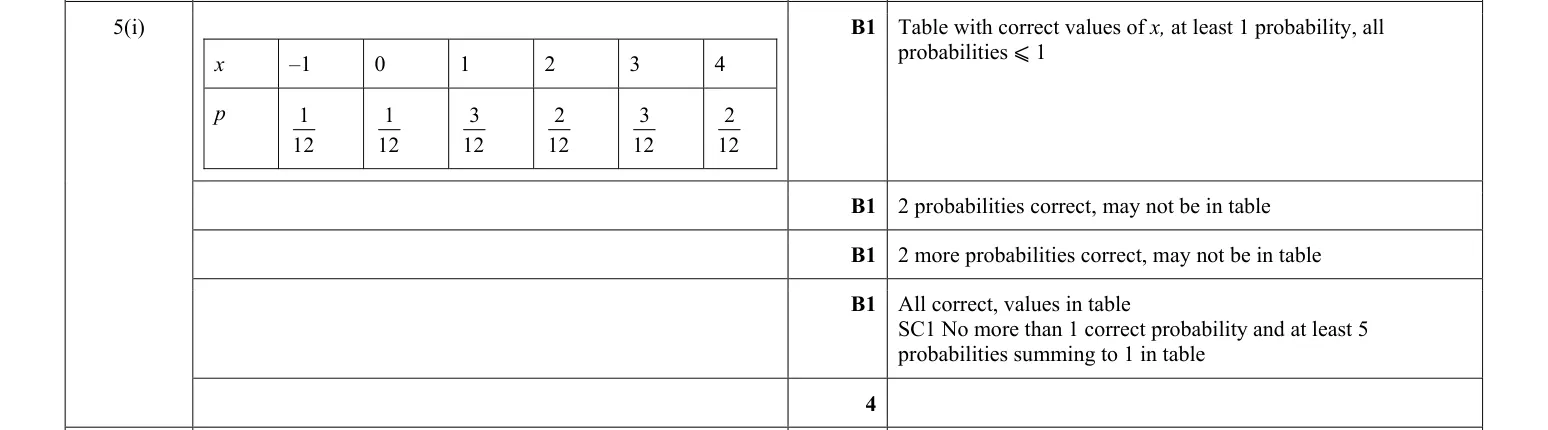 5(i)
x –1 0 1 2 3 4
p 1/12 1/12 3/12 2/12 3/12 2/12
B1 Table with correct values of x, at least 1 probability, all
probabilities ⩽ 1
B1 2 probabilities correct, may not be in table
B1 2 more probabilities correct, may not be in table
B1 All correct, values in table
SC1 No more than 1 correct probability and at least 5
probabilities summing to 1 in table
4